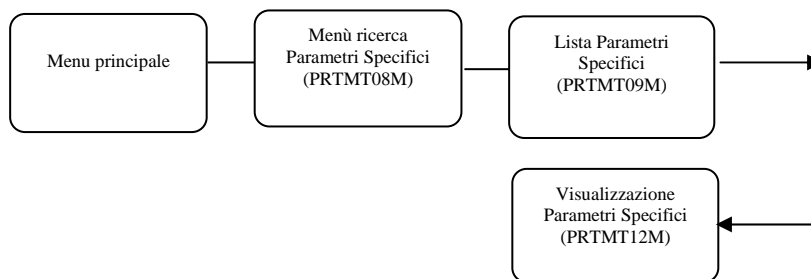 Menu principale
Menù ricerca
Parametri Specifici
(PRTMT08M)
Lista Parametri
Specifici
(PRTMT09M)
Visualizzazione
Parametri Specifici
(PRTMT12M)